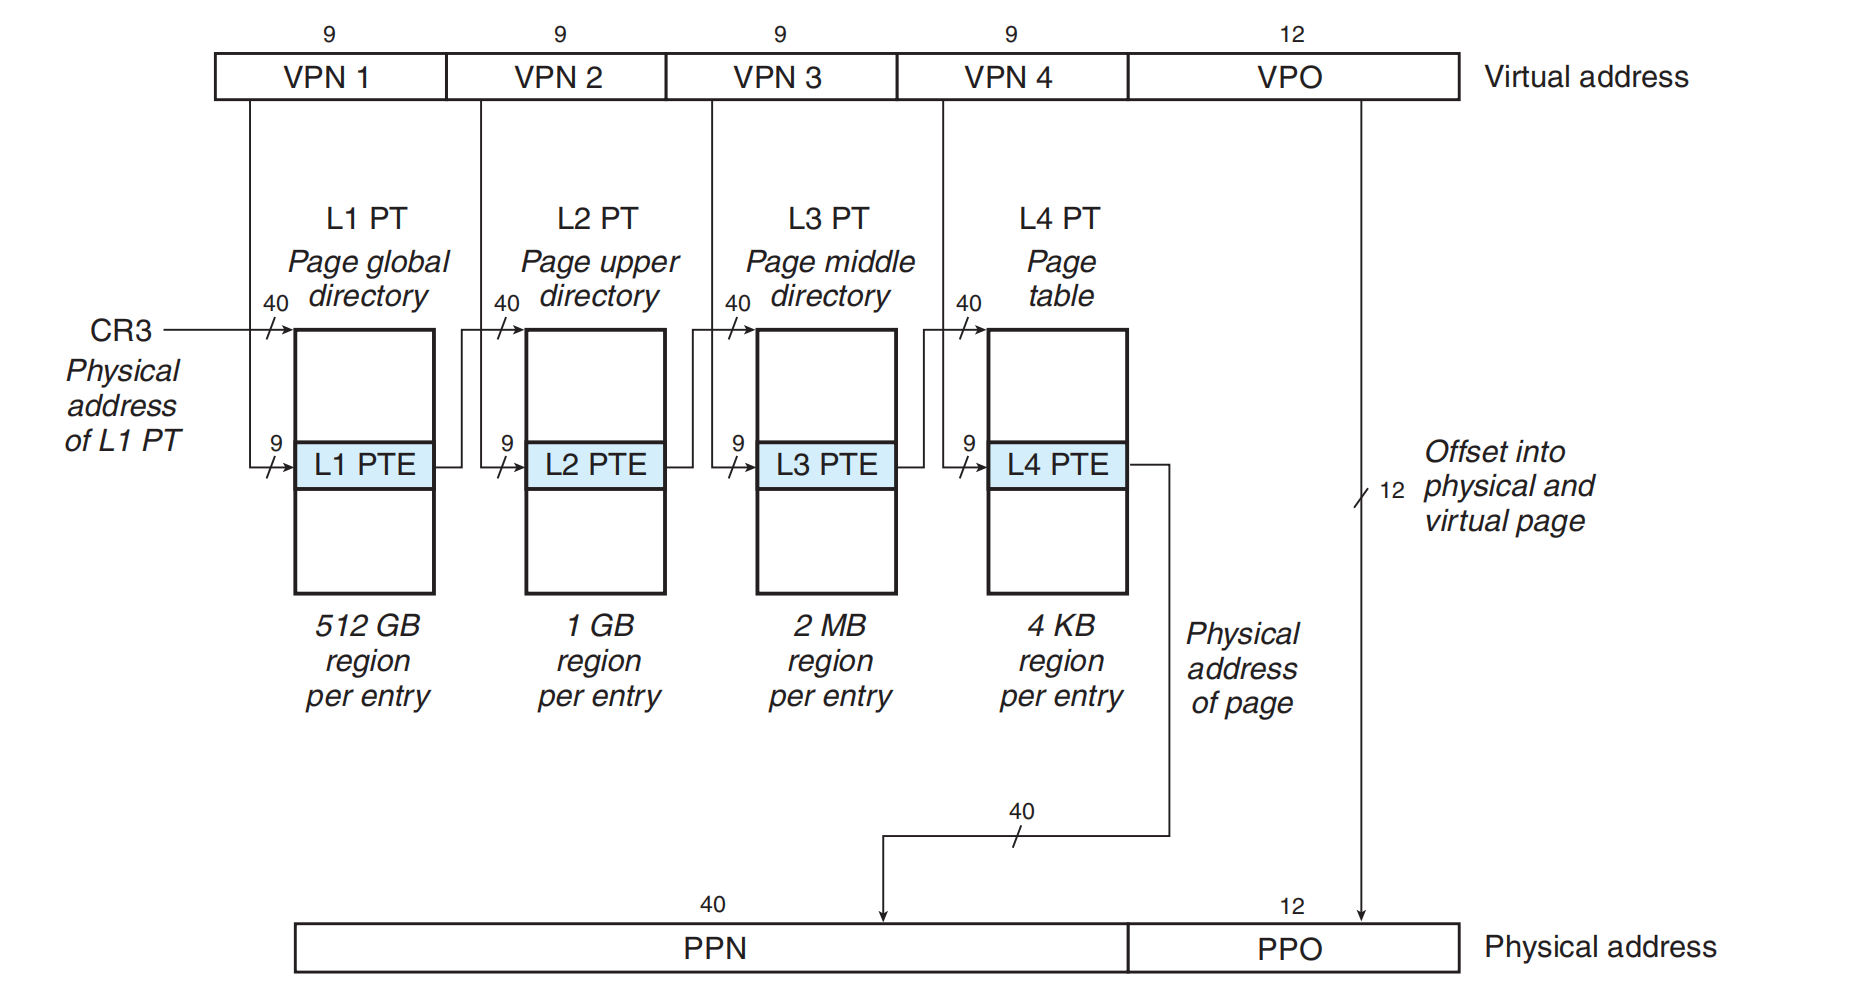 9 9 9 9 12
VPN 1 VPN 2 VPN 3 VPN 4 VPO Virtual address
L1 PT L2 PT L3 PT L4 PT
Page global Page upper Page middle Page
directory directory directory table
40 40 40 40
CR3
Physical
address
of L1 PT
9 9 9 9
L1 PTE L2 PTE L3 PTE L4 PTE
12
Offset into
physical and
virtual page
512 GB 1 GB 2 MB 4 KB
region region region region
per entry per entry per entry per entry
Physical
address
of page
40
40 12
PPN PPO Physical address